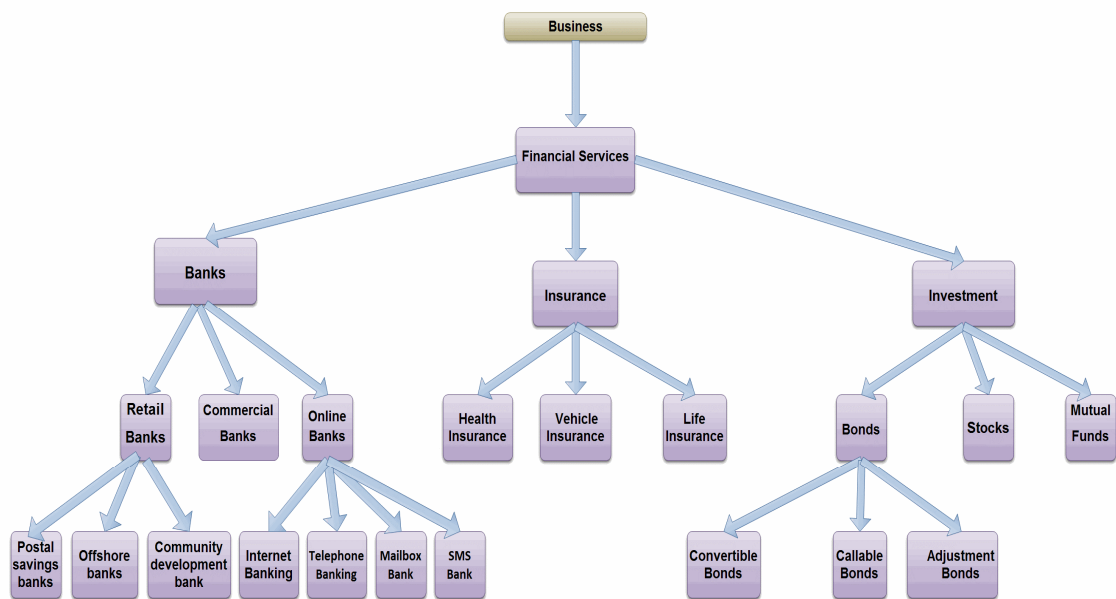 Business
Financial Services
Banks
Insurance
Investment
Retail
Banks
Commercial
Banks
Online
Banks
Health
Insurance
Vehicle
Insurance
Life
Insurance
Bonds
Stocks
Mutual
Funds
Postal
savings
banks
Offshore
banks
Community
development
bank
Internet
Banking
Telephone
Banking
Mailbox
Bank
SMS
Bank
Convertible
Bonds
Callable
Bonds
Adjustment
Bonds